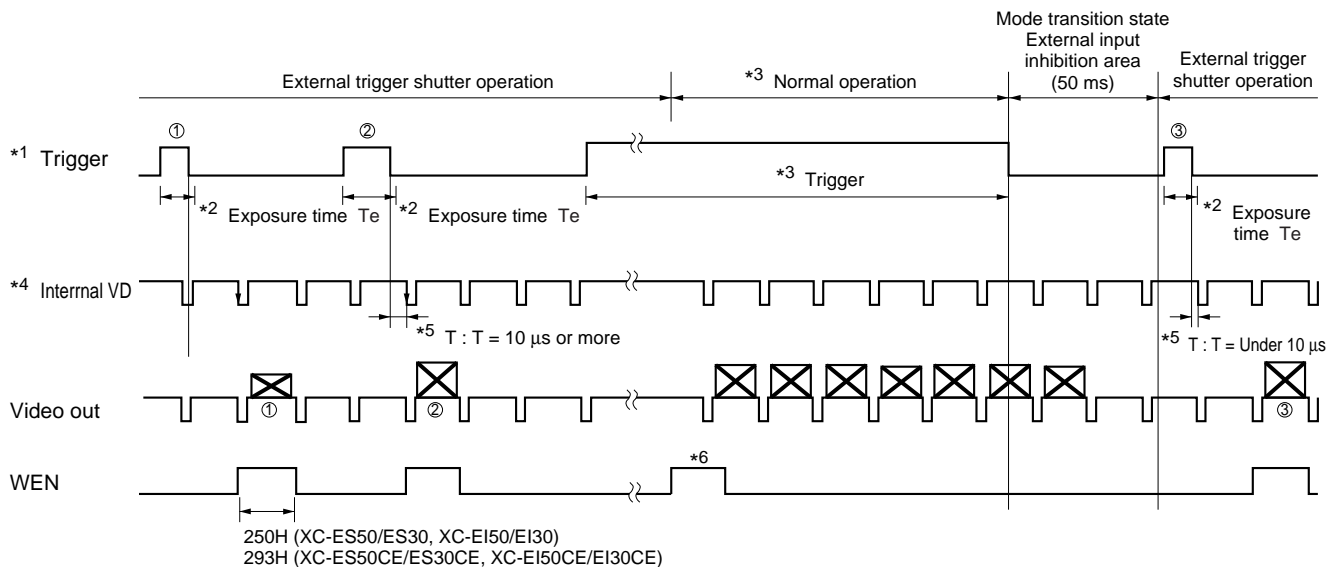 Mode transition state
External input
inhibition area
(50 ms)
External trigger
shutter operation
External trigger shutter operation
*3 Normal operation
① ② ③
*1 Trigger
*3 Trigger
*2 Exposure time Te
*2 Exposure time Te
*2 Exposure
time Te
*4 Interrnal VD
*5 T : T = 10 μs or more
*5 T : T = Under 10 μs
Video out
① ② ③
WEN
*6
250H (XC-ES50/ES30, XC-EI50/EI30)
293H (XC-ES50CE/ES30CE, XC-EI50CE/EI30CE)